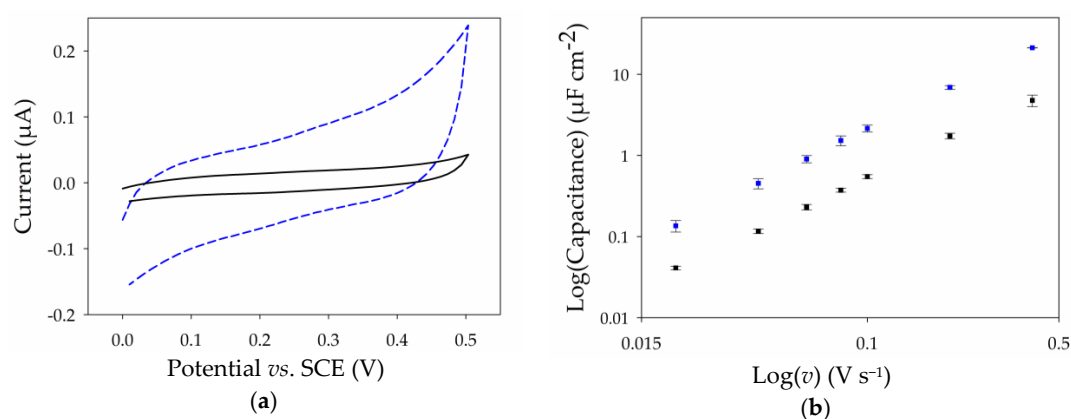 0.2
0.1
0.0
-0.1
-0.2
Current (µA)
0.0 0.1 0.2 0.3 0.4 0.5
Potential vs. SCE (V)
(a)
10
1
0.1
0.01
Log(Capacitance) (µF cm⁻²)
0.015 0.1 0.5
Log(v) (V s⁻¹)
(b)